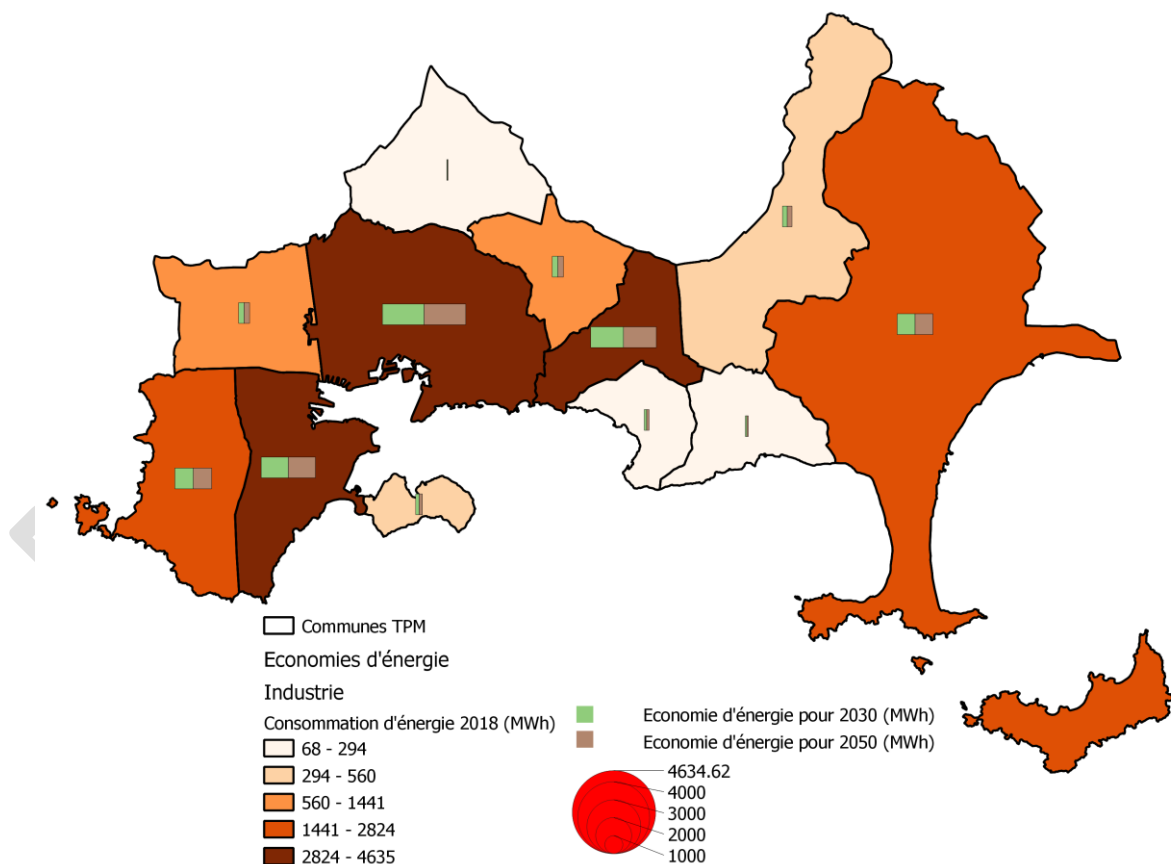 Communes TPM
Economies d'énergie
Industrie
Consommation d'énergie 2018 (MWh)
68 - 294
294 - 560
560 - 1441
1441 - 2824
2824 - 4635
Economie d'énergie pour 2030 (MWh)
Economie d'énergie pour 2050 (MWh)
4634.62
4000
3000
2000
1000